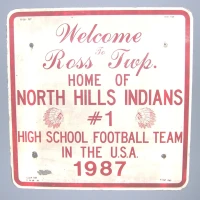 Welcome
To
Ross Twp.
HOME OF
NORTH HILLS INDIANS
#1
HIGH SCHOOL FOOTBALL TEAM
IN THE U.S.A.
1987